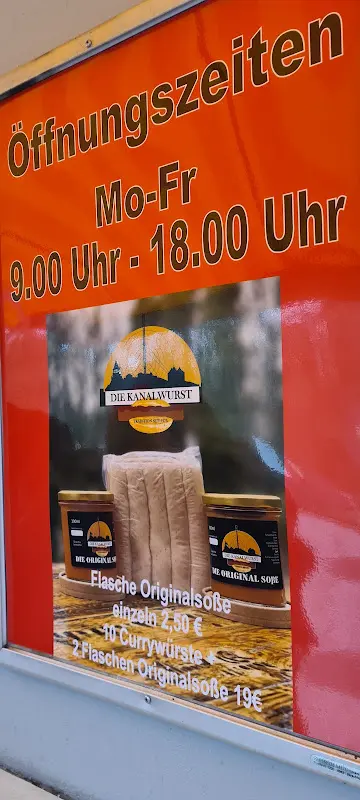 Öffnungszeiten
Mo-Fr
9.00 Uhr - 18.00 Uhr
DIE KANALWURST
DIE ORIGINAL SO
DIE ORIGINAL SOßE
Flasche Originalsoße
einzeln 2,50 €
10 Currywürste +
2 Flaschen Originalsoße 19€